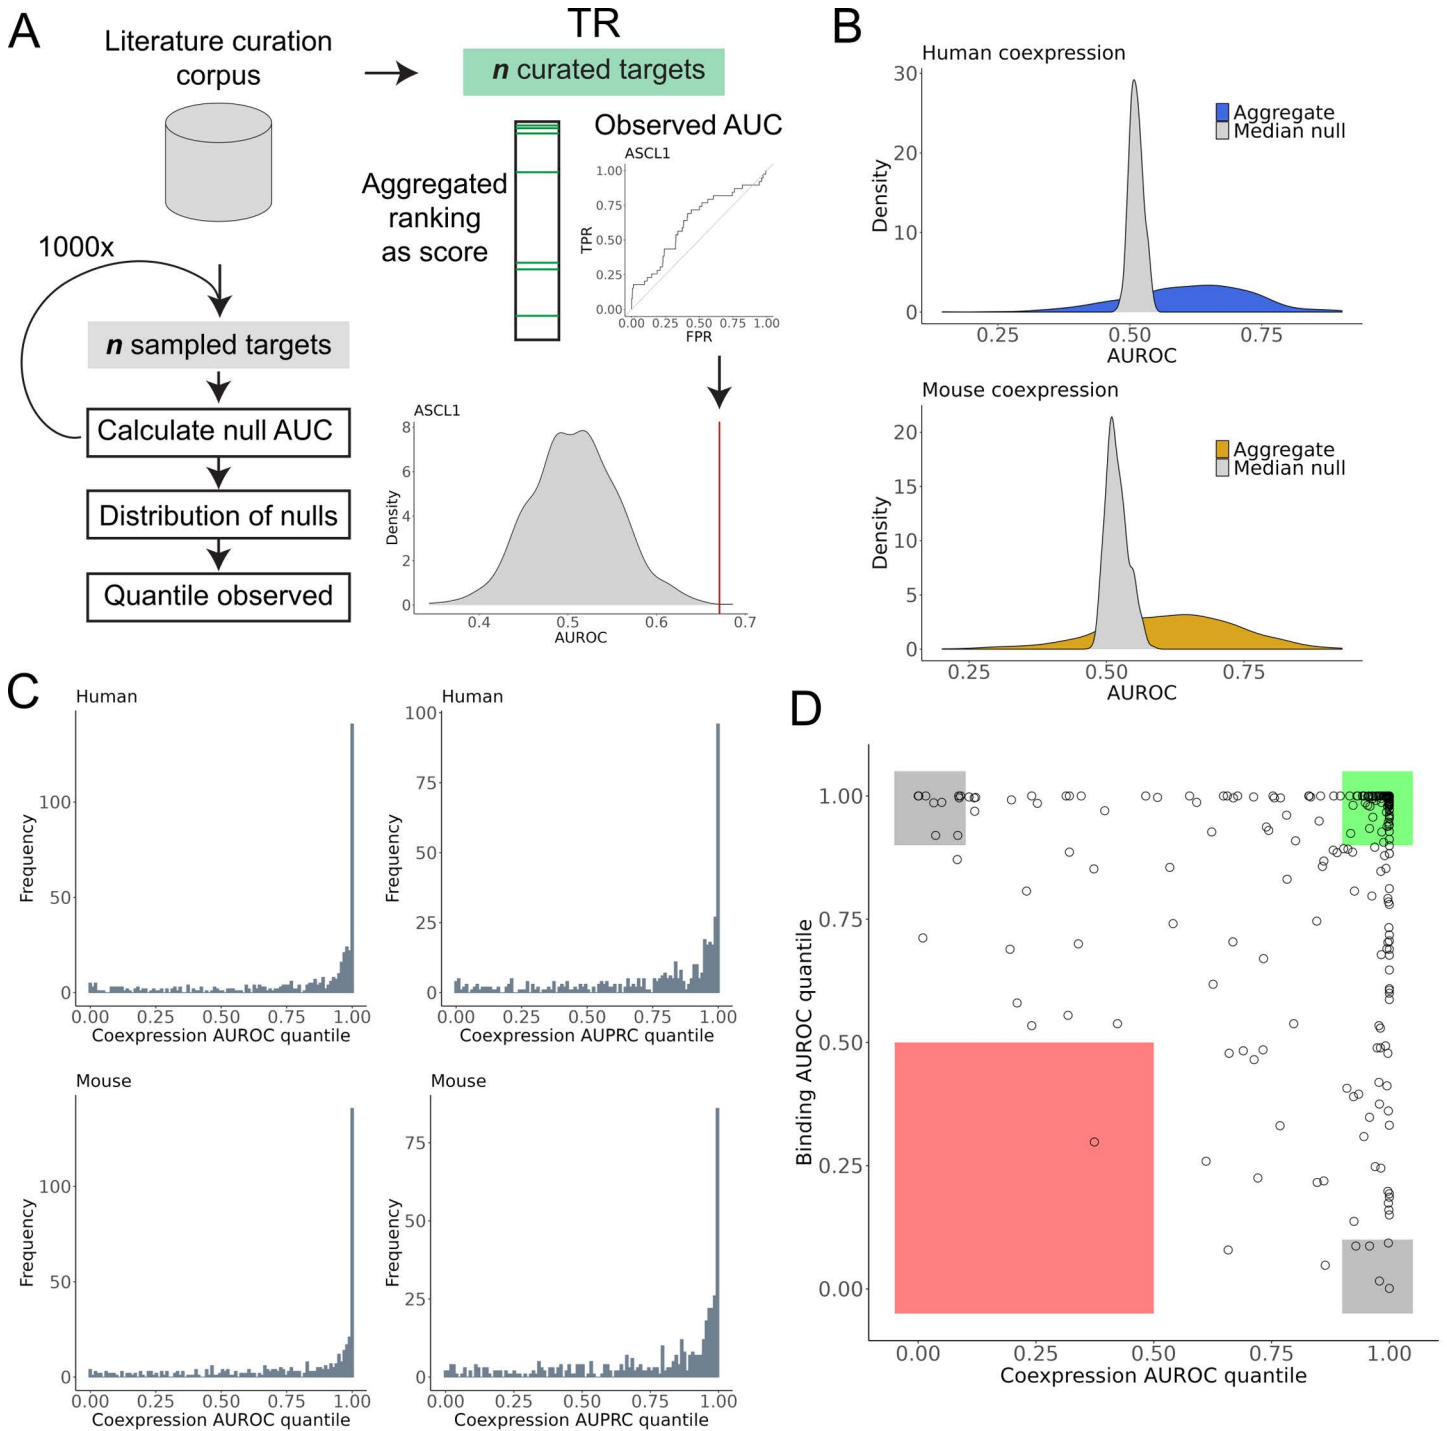 A
Literature curation
corpus
TR
n curated targets
1000x
n sampled targets
Calculate null AUC
Distribution of nulls
Quantile observed
Aggregated
ranking
as score
Observed AUC
ASCL1
TPR
1.00
0.75
0.50
0.25
0.00
0.00 0.25 0.50 0.75 1.00
FPR
ASCL1
Density
8
6
4
2
0
0.4 0.5 0.6 0.7
AUROC
B
Human coexpression
Density
30
20
10
0
0.25 0.50 0.75
AUROC
Aggregate
Median null
Mouse coexpression
Density
20
15
10
5
0
0.25 0.50 0.75
AUROC
Aggregate
Median null
C
Human
Frequency
100
50
0
0.00 0.25 0.50 0.75 1.00
Coexpression AUROC quantile
Human
Frequency
100
75
50
25
0
0.00 0.25 0.50 0.75 1.00
Coexpression AUPRC quantile
Mouse
Frequency
100
50
0
0.00 0.25 0.50 0.75 1.00
Coexpression AUROC quantile
Mouse
Frequency
75
50
25
0
0.00 0.25 0.50 0.75 1.00
Coexpression AUPRC quantile
D
Binding AUROC quantile
1.00
0.75
0.50
0.25
0.00
0.00 0.25 0.50 0.75 1.00
Coexpression AUROC quantile